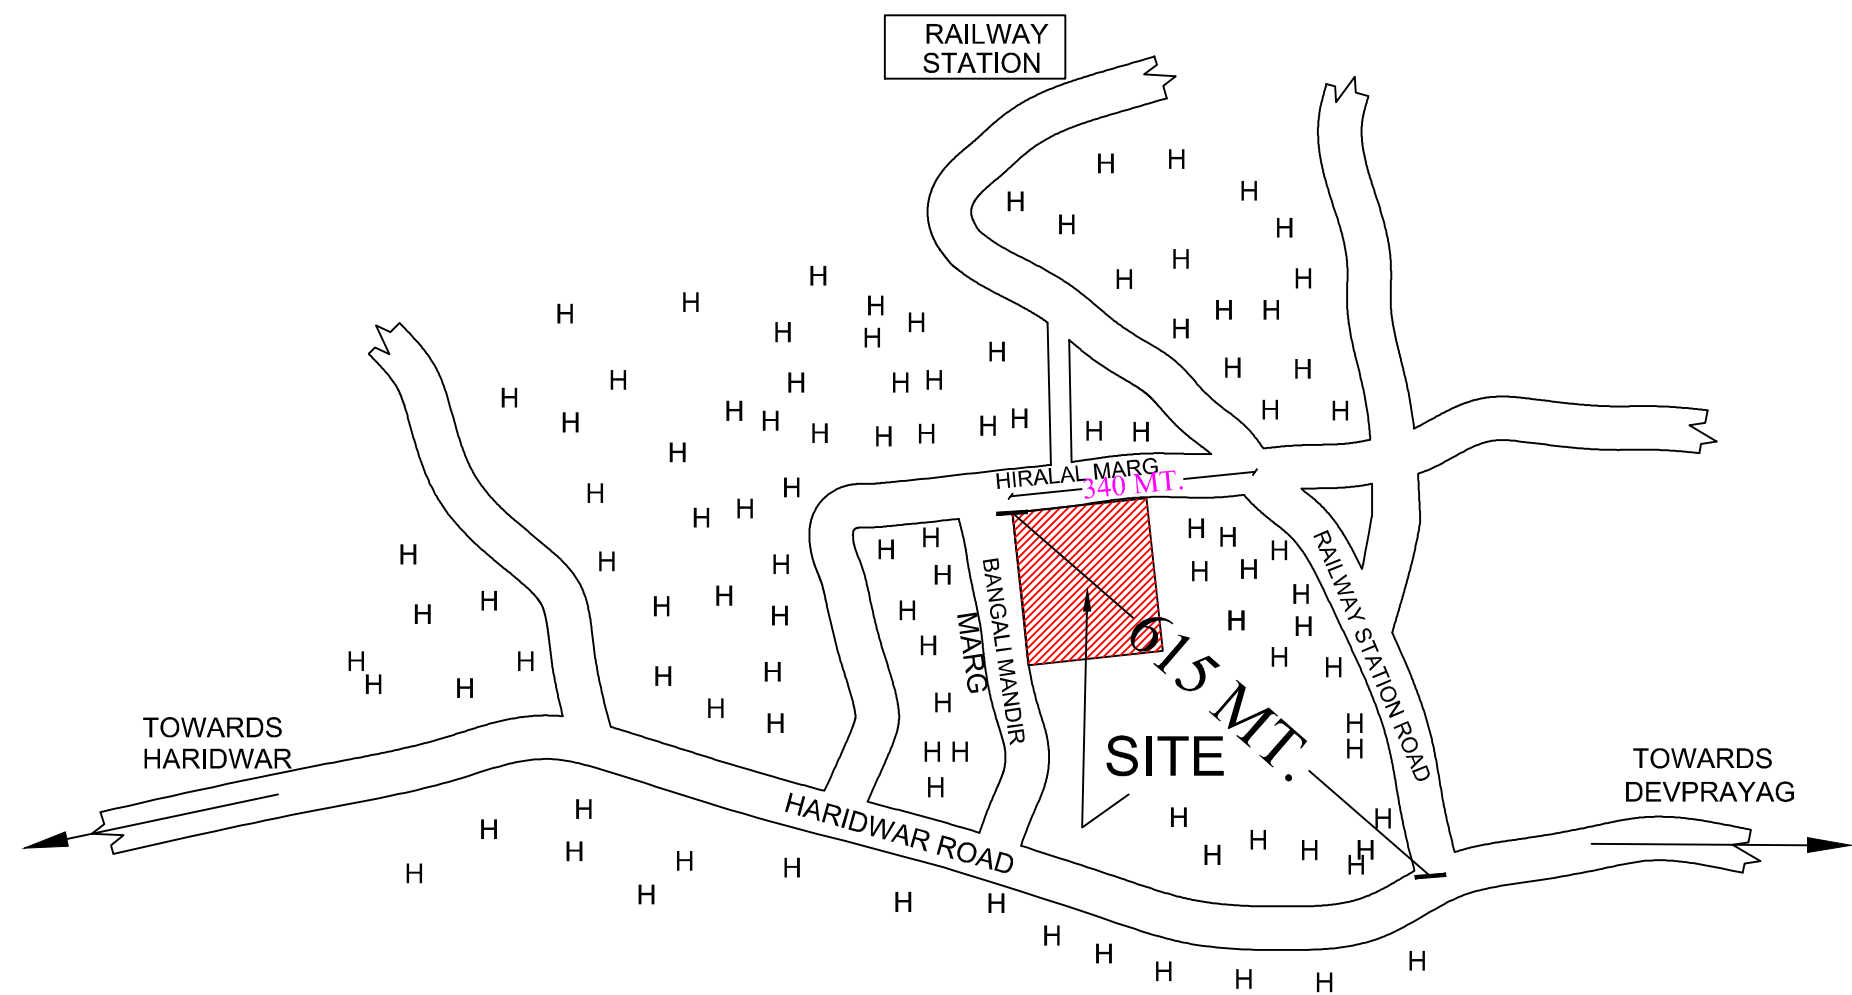 RAILWAY
STATION
HIRALAL MARG
340 MT.
BANGALI MANDIR
MARG
RAILWAY STATION ROAD
615 MT.
SITE
TOWARDS
HARIDWAR
HARIDWAR ROAD
TOWARDS
DEVPRAYAG